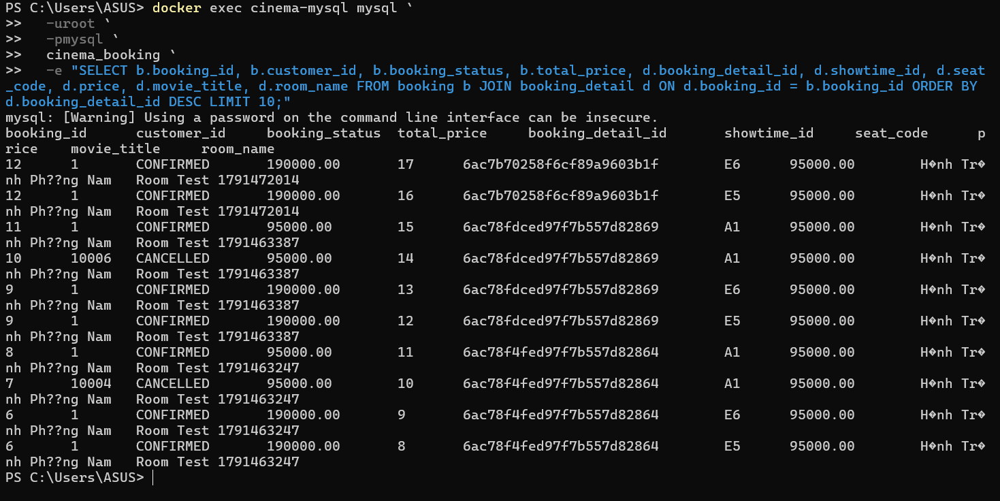 PS C:\Users\ASUS> docker exec cinema-mysql mysql `
>>   -uroot `
>>   -pmysql `
>>   cinema_booking `
>>   -e "SELECT b.booking_id, b.customer_id, b.booking_status, b.total_price, d.booking_detail_id, d.showtime_id, d.seat
_code, d.price, d.movie_title, d.room_name FROM booking b JOIN booking_detail d ON d.booking_id = b.booking_id ORDER BY
d.booking_detail_id DESC LIMIT 10;"
mysql: [Warning] Using a password on the command line interface can be insecure.
booking_id      customer_id     booking_status  total_price     booking_detail_id       showtime_id     seat_code      p
rice    movie_title     room_name
12      1       CONFIRMED       190000.00       17      6ac7b70258f6cf89a9603b1f        E6      95000.00        H�nh Tr�
nh Ph??ng Nam   Room Test 1791472014
12      1       CONFIRMED       190000.00       16      6ac7b70258f6cf89a9603b1f        E5      95000.00        H�nh Tr�
nh Ph??ng Nam   Room Test 1791472014
11      1       CONFIRMED       95000.00        15      6ac78fdced97f7b557d82869        A1      95000.00        H�nh Tr�
nh Ph??ng Nam   Room Test 1791463387
10      10006   CANCELLED       95000.00        14      6ac78fdced97f7b557d82869        A1      95000.00        H�nh Tr�
nh Ph??ng Nam   Room Test 1791463387
9       1       CONFIRMED       190000.00       13      6ac78fdced97f7b557d82869        E6      95000.00        H�nh Tr�
nh Ph??ng Nam   Room Test 1791463387
9       1       CONFIRMED       190000.00       12      6ac78fdced97f7b557d82869        E5      95000.00        H�nh Tr�
nh Ph??ng Nam   Room Test 1791463387
8       1       CONFIRMED       95000.00        11      6ac78f4fed97f7b557d82864        A1      95000.00        H�nh Tr�
nh Ph??ng Nam   Room Test 1791463247
7       10004   CANCELLED       95000.00        10      6ac78f4fed97f7b557d82864        A1      95000.00        H�nh Tr�
nh Ph??ng Nam   Room Test 1791463247
6       1       CONFIRMED       190000.00       9       6ac78f4fed97f7b557d82864        E6      95000.00        H�nh Tr�
nh Ph??ng Nam   Room Test 1791463247
6       1       CONFIRMED       190000.00       8       6ac78f4fed97f7b557d82864        E5      95000.00        H�nh Tr�
nh Ph??ng Nam   Room Test 1791463247
PS C:\Users\ASUS>